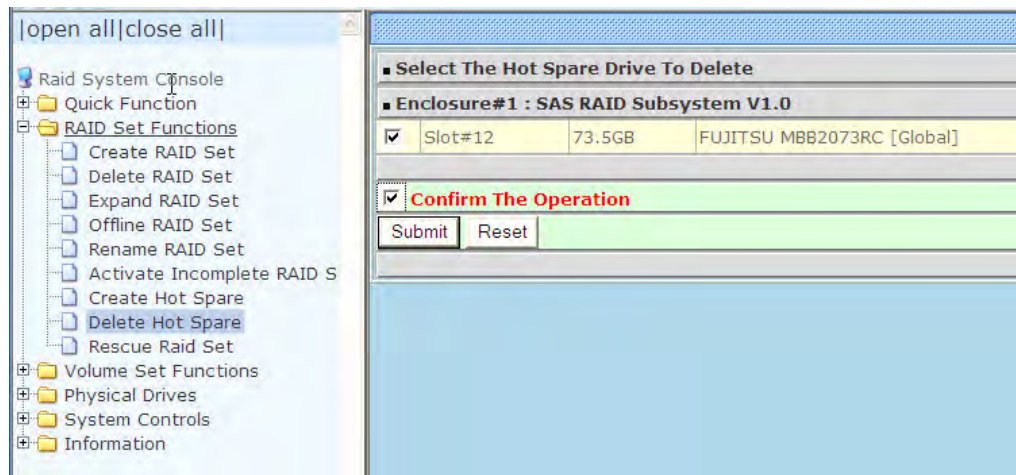 |open all|close all|
Raid System Console
Quick Function
RAID Set Functions
Create RAID Set
Delete RAID Set
Expand RAID Set
Offline RAID Set
Rename RAID Set
Activate Incomplete RAID S
Create Hot Spare
Delete Hot Spare
Rescue Raid Set
Volume Set Functions
Physical Drives
System Controls
Information
Select The Hot Spare Drive To Delete
Enclosure#1 : SAS RAID Subsystem V1.0
Slot#12 73.5GB FUJITSU MBB2073RC [Global]
Confirm The Operation
Submit Reset